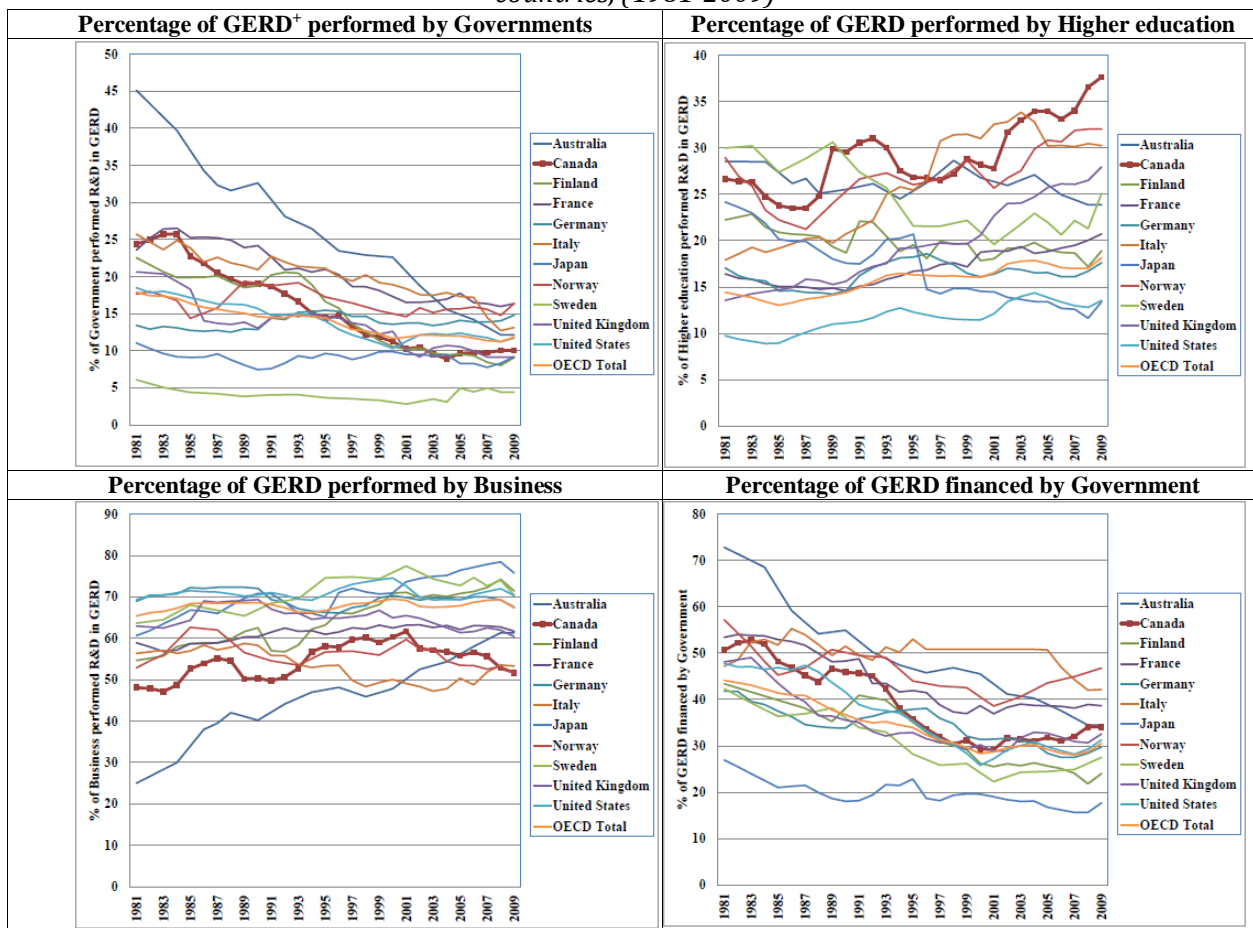 countries, (1981-2009)
Percentage of GERD+ performed by Governments
% of Government performed R&D in GERD
50
45
40
35
30
25
20
15
10
5
0
1981
1983
1985
1987
1989
1991
1993
1995
1997
1999
2001
2003
2005
2007
2009
Australia
Canada
Finland
France
Germany
Italy
Japan
Norway
Sweden
United Kingdom
United States
OECD Total
Percentage of GERD performed by Higher education
% of Higher education performed R&D in GERD
40
35
30
25
20
15
10
5
0
1981
1983
1985
1987
1989
1991
1993
1995
1997
1999
2001
2003
2005
2007
2009
Australia
Canada
Finland
France
Germany
Italy
Japan
Norway
Sweden
United Kingdom
United States
OECD Total
Percentage of GERD performed by Business
% of Business performed R&D in GERD
90
80
70
60
50
40
30
20
10
0
1981
1983
1985
1987
1989
1991
1993
1995
1997
1999
2001
2003
2005
2007
2009
Australia
Canada
Finland
France
Germany
Italy
Japan
Norway
Sweden
United Kingdom
United States
OECD Total
Percentage of GERD financed by Government
% of GERD financed by Government
80
70
60
50
40
30
20
10
0
1981
1983
1985
1987
1989
1991
1993
1995
1997
1999
2001
2003
2005
2007
2009
Australia
Canada
Finland
France
Germany
Italy
Japan
Norway
Sweden
United Kingdom
United States
OECD Total